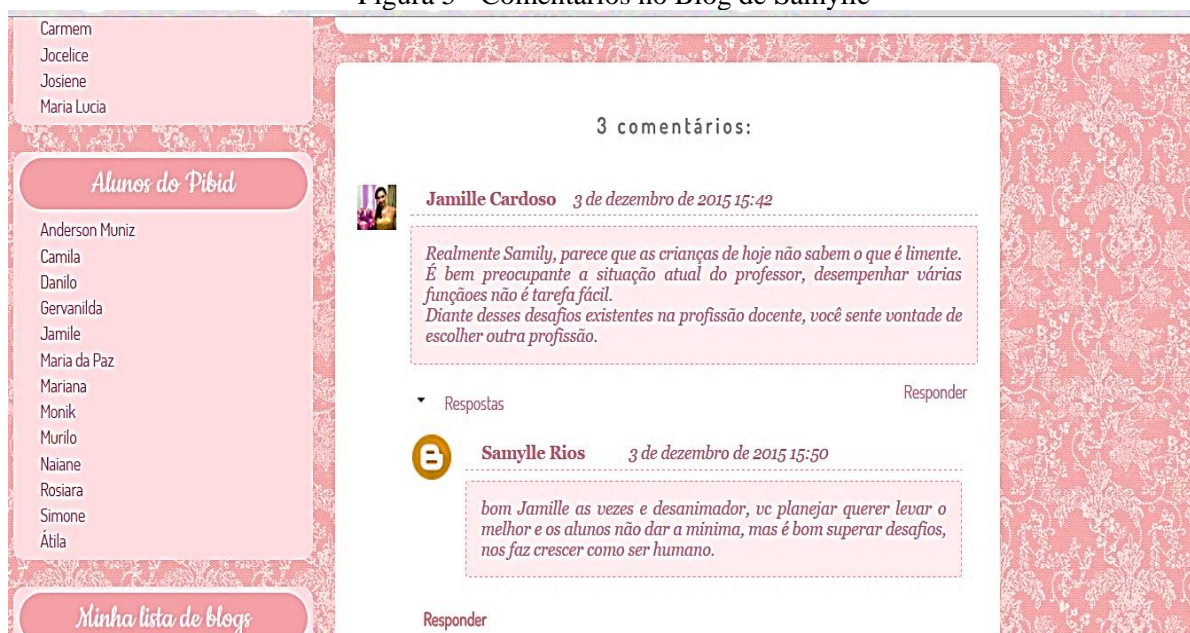 Figura 3 - Comentários no Blog de Samylle
Carmem
Jocelice
Josiene
Maria Lucia
Alunos do Pibid
Anderson Muniz
Camila
Danilo
Gervanilda
Jamile
Maria da Paz
Mariana
Monik
Murilo
Naiane
Rosiara
Simone
Átila
Minha lista de blogs
3 comentários:
Jamille Cardoso 3 de dezembro de 2015 15:42
Realmente Samily, parece que as crianças de hoje não sabem o que é limente.
É bem preocupante a situação atual do professor, desempenhar várias
funçãoes não é tarefa fácil.
Diante desses desafios existentes na profissão docente, você sente vontade de
escolher outra profissão.
Responder
Respostas
Samylle Rios 3 de dezembro de 2015 15:50
bom Jamille as vezes e desanimador, vc planejar querer levar o
melhor e os alunos não dar a minima, mas é bom superar desafios,
nos faz crescer como ser humano.
Responder